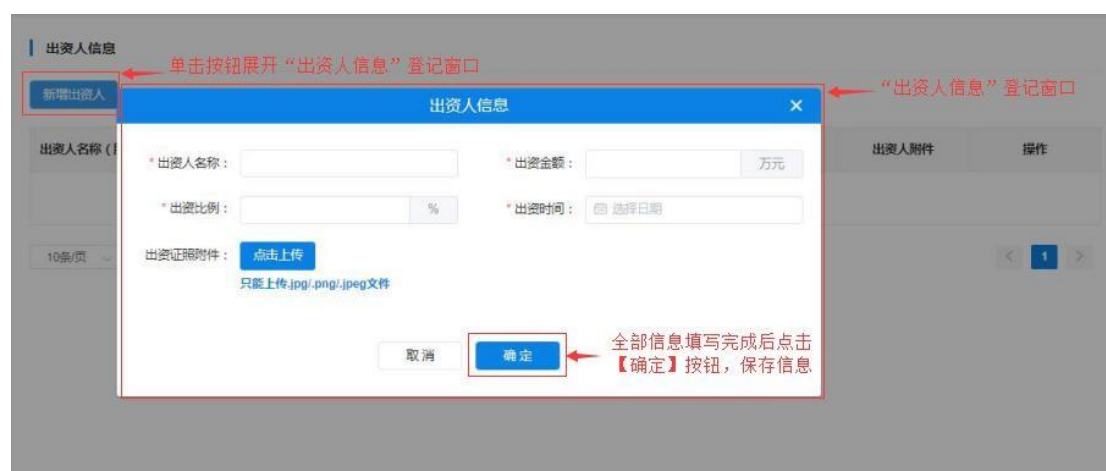 出资人信息
单击按钮展开“出资人信息”登记窗口
新增出资人
出资人信息
“出资人信息”登记窗口
出资人名称(
出资人附件
操作
*出资人名称:
*出资金额:
万元
*出资比例:
%
*出资时间:
选择日期
10条/页
出资证照附件:
点击上传
1
只能上传.jpg/.png/.jpeg文件
取消
确定
全部信息填写完成后点击
【确定】按钮,保存信息